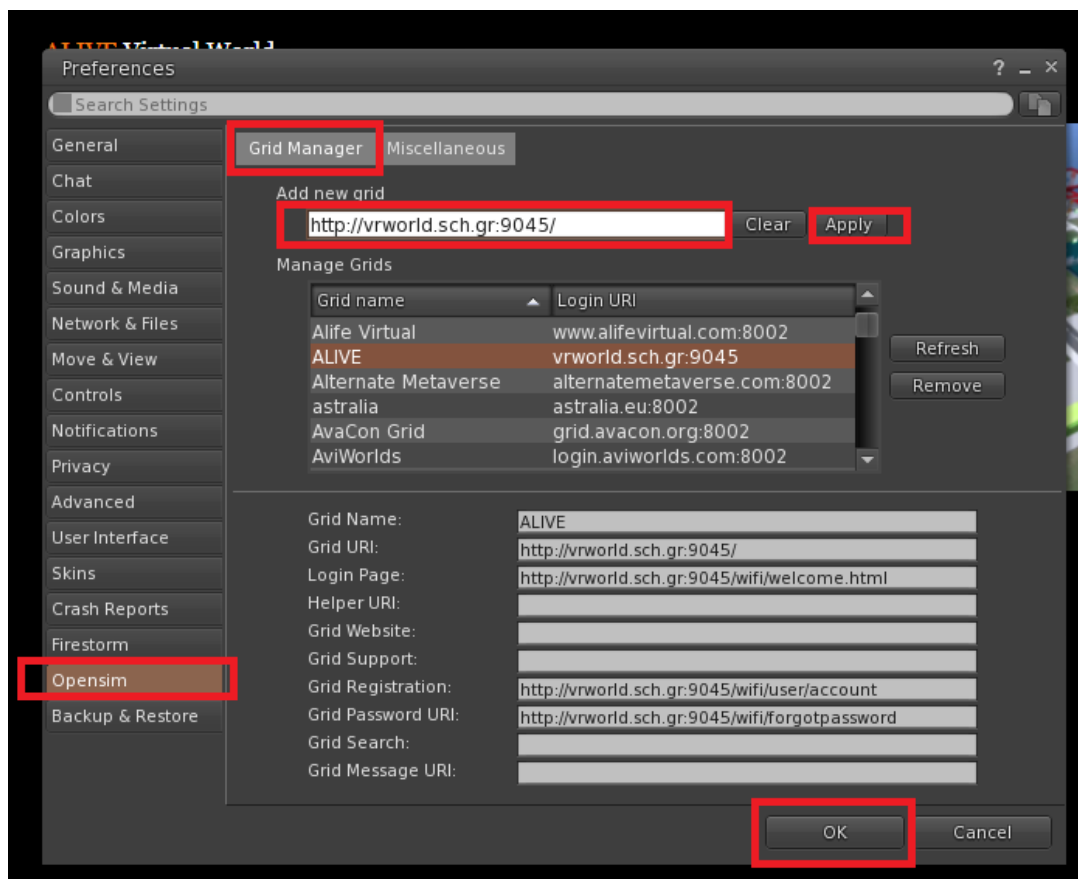 ALIVE Virtual World
Preferences ? _ ×
Search Settings
General
Chat
Colors
Graphics
Sound & Media
Network & Files
Move & View
Controls
Notifications
Privacy
Advanced
User Interface
Skins
Crash Reports
Firestorm
Opensim
Backup & Restore
Grid Manager Miscellaneous
Add new grid
http://vrworld.sch.gr:9045/ Clear Apply
Manage Grids
Grid name Login URI
Alife Virtual www.alifevirtual.com:8002
ALIVE vrworld.sch.gr:9045
Alternate Metaverse alternatemetaverse.com:8002
astralia astralia.eu:8002
AvaCon Grid grid.avacon.org:8002
AviWorlds login.aviworlds.com:8002
Refresh
Remove
Grid Name: ALIVE
Grid URI: http://vrworld.sch.gr:9045/
Login Page: http://vrworld.sch.gr:9045/wifi/welcome.html
Helper URI:
Grid Website:
Grid Support:
Grid Registration: http://vrworld.sch.gr:9045/wifi/user/account
Grid Password URI: http://vrworld.sch.gr:9045/wifi/forgotpassword
Grid Search:
Grid Message URI:
OK Cancel